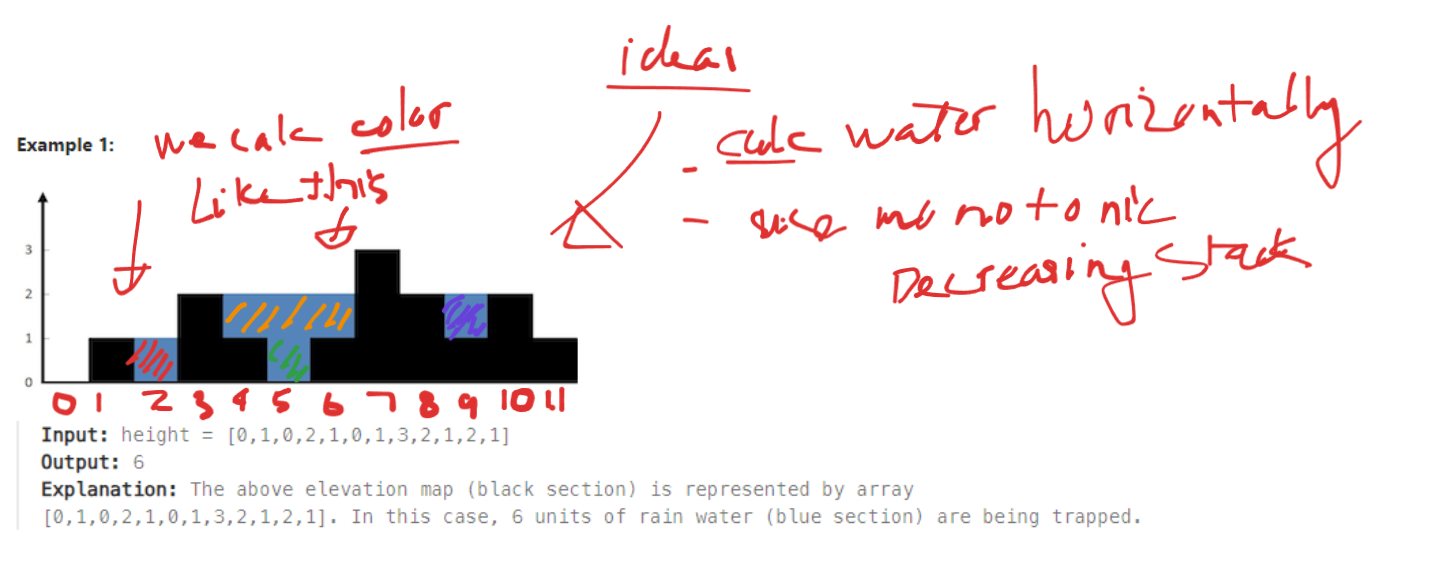 ideas
- calc water horizontally
- use monotonic
Decreasing stack
we calc color
like this
Example 1:
3
2
1
0
0 1 2 3 4 5 6 7 8 9 10 11
Input: height = [0,1,0,2,1,0,1,3,2,1,2,1]
Output: 6
Explanation: The above elevation map (black section) is represented by array
[0,1,0,2,1,0,1,3,2,1,2,1]. In this case, 6 units of rain water (blue section) are being trapped.